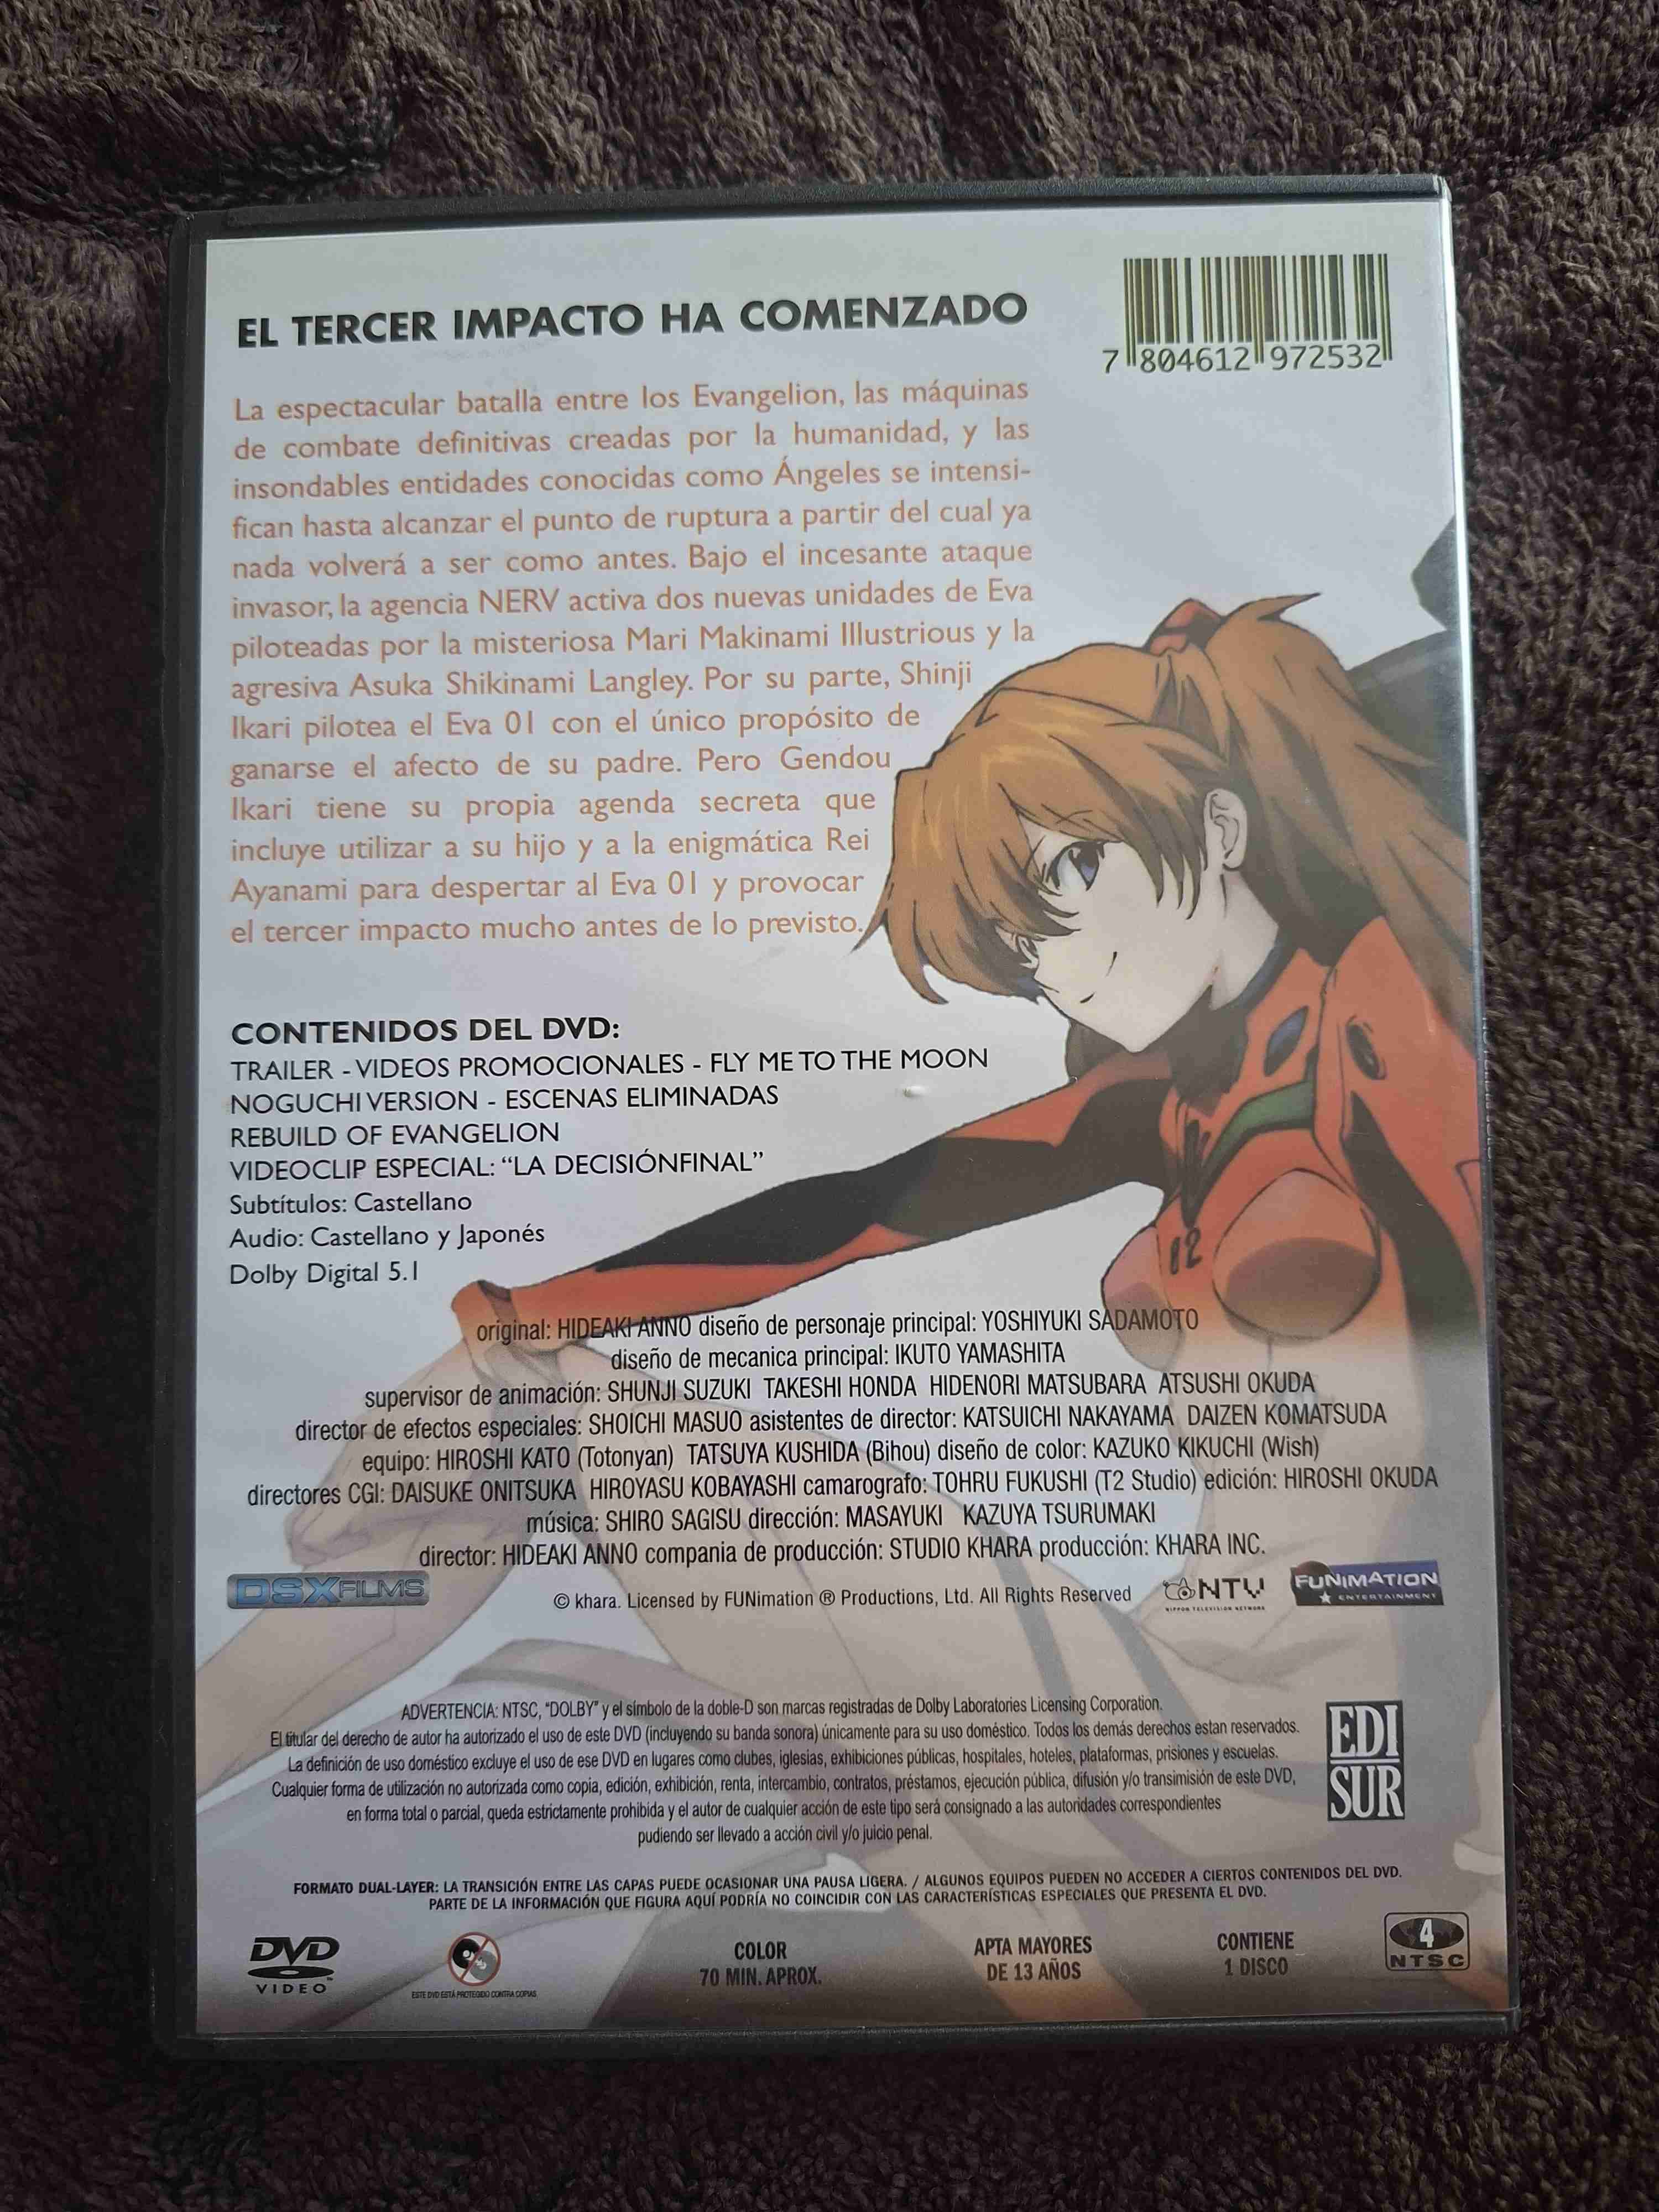 EL TERCER IMPACTO HA COMENZADO
7 804612 972532
La espectacular batalla entre los Evangelion, las máquinas
de combate definitivas creadas por la humanidad, y las
insondables entidades conocidas como Ángeles se intensi-
fican hasta alcanzar el punto de ruptura a partir del cual ya
nada volverá a ser como antes. Bajo el incesante ataque
invasor, la agencia NERV activa dos nuevas unidades de Eva
piloteadas por la misteriosa Mari Makinami Illustrious y la
agresiva Asuka Shikinami Langley. Por su parte, Shinji
Ikari pilotea el Eva 01 con el único propósito de
ganarse el afecto de su padre. Pero Gendou
Ikari tiene su propia agenda secreta que
incluye utilizar a su hijo y a la enigmática Rei
Ayanami para despertar al Eva 01 y provocar
el tercer impacto mucho antes de lo previsto.
CONTENIDOS DEL DVD:
TRAILER - VIDEOS PROMOCIONALES - FLY ME TO THE MOON
NOGUCHI VERSION - ESCENAS ELIMINADAS
REBUILD OF EVANGELION
VIDEOCLIP ESPECIAL: “LA DECISIÓNFINAL”
Subtítulos: Castellano
Audio: Castellano y Japonés
Dolby Digital 5.1
02
original: HIDEAKI ANNO diseño de personaje principal: YOSHIYUKI SADAMOTO
diseño de mecanica principal: IKUTO YAMASHITA
supervisor de animación: SHUNJI SUZUKI TAKESHI HONDA HIDENORI MATSUBARA ATSUSHI OKUDA
director de efectos especiales: SHOICHI MASUO asistentes de director: KATSUICHI NAKAYAMA DAIZEN KOMATSUDA
equipo: HIROSHI KATO (Totonyan) TATSUYA KUSHIDA (Bihou) diseño de color: KAZUKO KIKUCHI (Wish)
directores CGI: DAISUKE ONITSUKA HIROYASU KOBAYASHI camarografo: TOHRU FUKUSHI (T2 Studio) edición: HIROSHI OKUDA
música: SHIRO SAGISU dirección: MASAYUKI KAZUYA TSURUMAKI
director: HIDEAKI ANNO compania de producción: STUDIO KHARA producción: KHARA INC.
DSX FILMS
© khara. Licensed by FUNimation ® Productions, Ltd. All Rights Reserved
NTV
NIPPON TELEVISION NETWORK
FUNIMATION
ENTERTAINMENT
ADVERTENCIA: NTSC, “DOLBY” y el símbolo de la doble-D son marcas registradas de Dolby Laboratories Licensing Corporation.
El titular del derecho de autor ha autorizado el uso de este DVD (incluyendo su banda sonora) únicamente para su uso doméstico. Todos los demás derechos estan reservados.
La definición de uso doméstico excluye el uso de ese DVD en lugares como clubes, iglesias, exhibiciones públicas, hospitales, hoteles, plataformas, prisiones y escuelas.
Cualquier forma de utilización no autorizada como copia, edición, exhibición, renta, intercambio, contratos, préstamos, ejecución pública, difusión y/o transimisión de este DVD,
en forma total o parcial, queda estrictamente prohibida y el autor de cualquier acción de este tipo será consignado a las autoridades correspondientes
pudiendo ser llevado a acción civil y/o juicio penal.
EDI
SUR
FORMATO DUAL-LAYER: LA TRANSICIÓN ENTRE LAS CAPAS PUEDE OCASIONAR UNA PAUSA LIGERA. / ALGUNOS EQUIPOS PUEDEN NO ACCEDER A CIERTOS CONTENIDOS DEL DVD.
PARTE DE LA INFORMACIÓN QUE FIGURA AQUÍ PODRÍA NO COINCIDIR CON LAS CARACTERÍSTICAS ESPECIALES QUE PRESENTA EL DVD.
DVD
VIDEO
ESTE DVD ESTÁ PROTEGIDO CONTRA COPIAS
COLOR
70 MIN. APROX.
APTA MAYORES
DE 13 AÑOS
CONTIENE
1 DISCO
4
NTSC